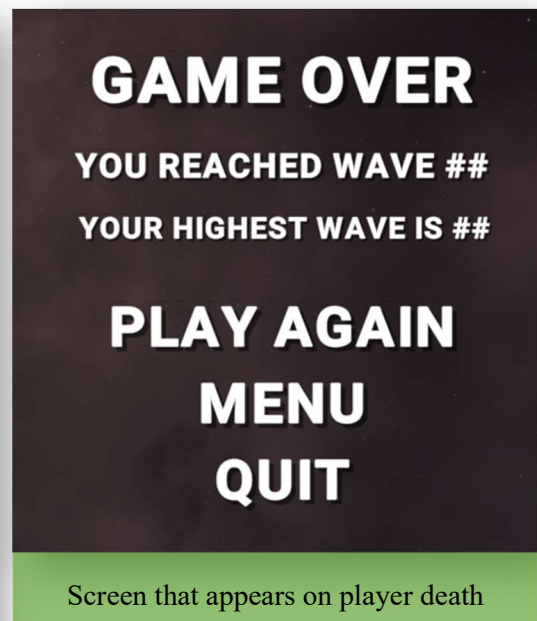 GAME OVER
YOU REACHED WAVE ##
YOUR HIGHEST WAVE IS ##
PLAY AGAIN
MENU
QUIT
Screen that appears on player death